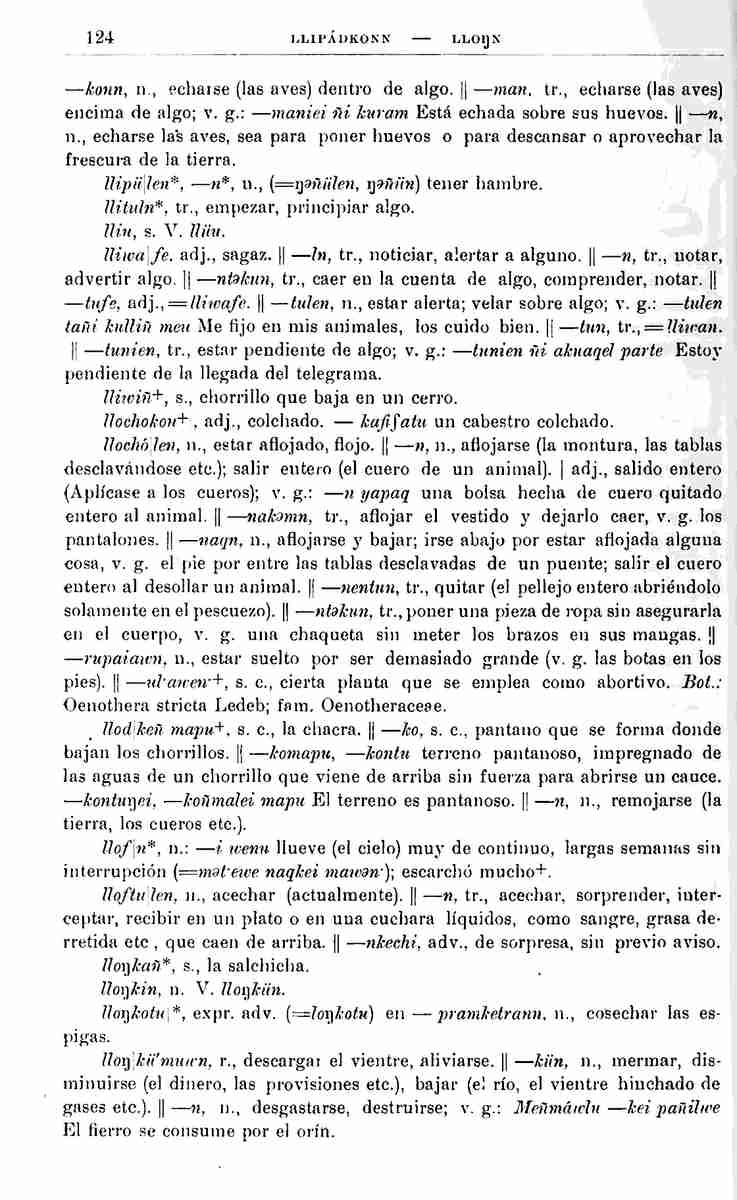 124 LLIPÁDKONN — LLOŊN
—konn, n., echarse (las aves) dentro de algo. || —man, tr., echarse (las aves)
encima de algo; v. g.: —maniei ñi kuram Está echada sobre sus huevos. || —n,
n., echarse las aves, sea para poner huevos o para descansar o aprovechar la
frescura de la tierra.
llipü|len*, —n*, n., (=ŋəñülen, ŋəñün) tener hambre.
llituln*, tr., empezar, principiar algo.
lliu, s. V. llüu.
lliwa|fe, adj., sagaz. || —ln, tr., noticiar, alertar a alguno. || —n, tr., notar,
advertir algo. || —ntəkun, tr., caer en la cuenta de algo, comprender, notar. ||
—tufe, adj., =lliwafe. || —tulen, n., estar alerta; velar sobre algo; v. g.: —tulen
tañi kulliñ meu Me fijo en mis animales, los cuido bien. || —tun, tr., =lliwan.
|| —tunien, tr., estar pendiente de algo; v. g.: —tunien ñi akuaqel parte Estoy
pendiente de la llegada del telegrama.
lliwiñ+, s., chorrillo que baja en un cerro.
llochokon+, adj., colchado. — kafiʃatu un cabestro colchado.
llochó|len, n., estar aflojado, flojo. || —n, n., aflojarse (la montura, las tablas
desclavándose etc.); salir entero (el cuero de un animal). | adj., salido entero
(Aplícase a los cueros); v. g.: —n yapaq una bolsa hecha de cuero quitado
entero al animal. || —nakəmn, tr., aflojar el vestido y dejarlo caer, v. g. los
pantalones. || —naqn, n., aflojarse y bajar; irse abajo por estar aflojada alguna
cosa, v. g. el pie por entre las tablas desclavadas de un puente; salir el cuero
entero al desollar un animal. || —nentun, tr., quitar (el pellejo entero abriéndolo
solamente en el pescuezo). || —ntəkun, tr., poner una pieza de ropa sin asegurarla
en el cuerpo, v. g. una chaqueta sin meter los brazos en sus mangas. ||
—rupaiawn, n., estar suelto por ser demasiado grande (v. g. las botas en los
pies). || s. c., cierta planta que se emplea como abortivo. Bot.:
Oenothera stricta Ledeb; fam. Oenotheraceae.
llod|keñ mapu+, s. c., la chacra. || —ko, s. c., pantano que se forma donde
bajan los chorrillos. || —komapu, —kontu terreno pantanoso, impregnado de
las aguas de un chorrillo que viene de arriba sin fuerza para abrirse un cauce.
—kontuŋei, —koñmalei mapu El terreno es pantanoso. || —n, n., remojarse (la
tierra, los cueros etc.).
llof|n*, n.: —i wenu llueve (el cielo) muy de continuo, largas semanas sin
interrupción (=mət·ewe naqkei mawən·); escarchó mucho+.
lloftu|len, n., acechar (actualmente). || —n, tr., acechar, sorprender, inter-
ceptar, recibir en un plato o en una cuchara líquidos, como sangre, grasa de-
rretida etc , que caen de arriba. || —nkechi, adv., de sorpresa, sin previo aviso.
lloŋkañ*, s., la salchicha.
lloŋkin, n. V. lloŋkün.
lloŋkotu|*, expr. adv. (=loŋkotu) en — pramketrann, n., cosechar las es-
pigas.
lloŋ|kü'muwn, r., descargar el vientre, aliviarse. || —kün, n., mermar, dis-
minuirse (el dinero, las provisiones etc.), bajar (el río, el vientre hinchado de
gases etc.). || —n, n., desgastarse, destruirse; v. g.: Meñmáwlu —kei pañilwe
El fierro se consume por el orín.